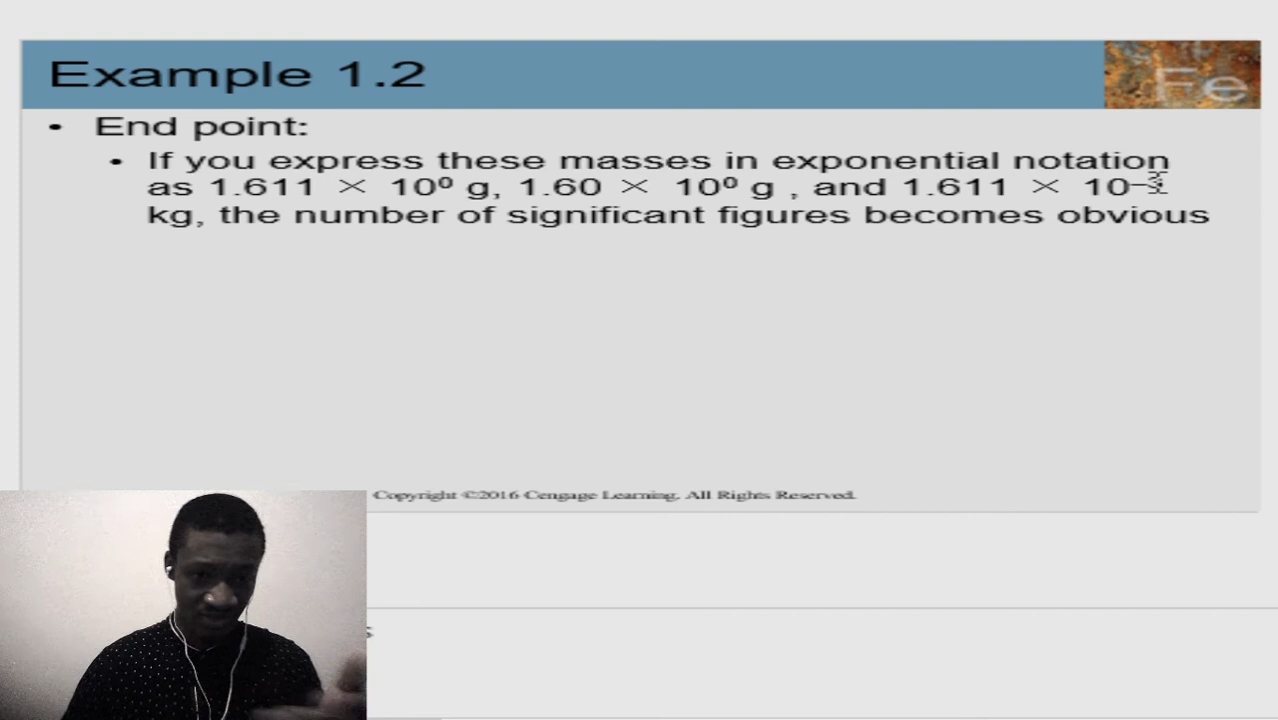 Example 1.2
Fe
• End point:
• If you express these masses in exponential notation
as 1.611 × 10⁰ g, 1.60 × 10⁰ g , and 1.611 × 10
kg, the number of significant figures becomes obvious
Copyright ©2016 Cengage Learning. All Rights Reserved.
s